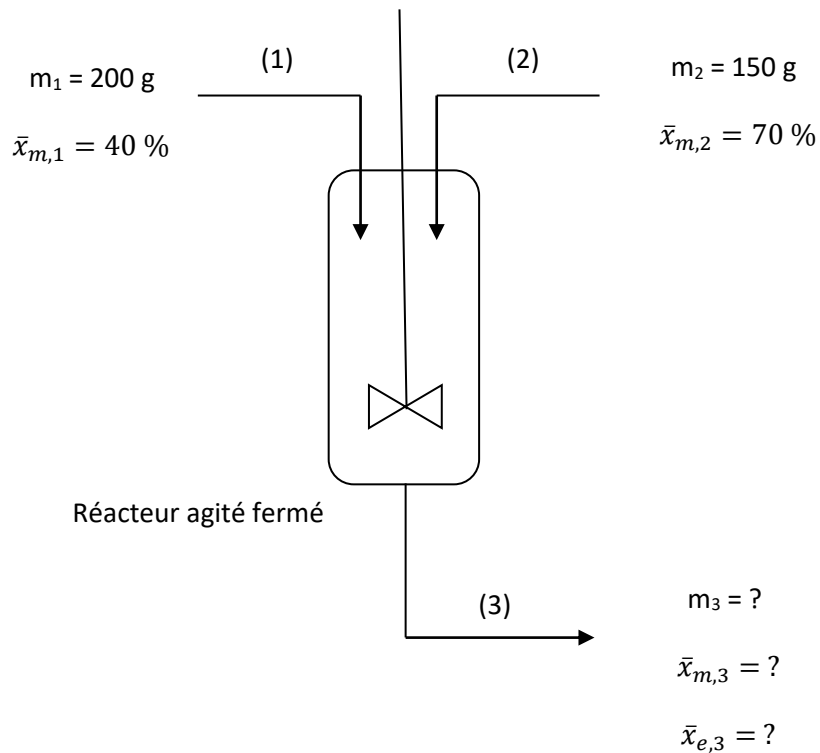 (1)
(2)
m₁ = 200 g
m₂ = 150 g
x̄ₘ,₁ = 40 %
x̄ₘ,₂ = 70 %
Réacteur agité fermé
(3)
m₃ = ?
x̄ₘ,₃ = ?
x̄ₑ,₃ = ?